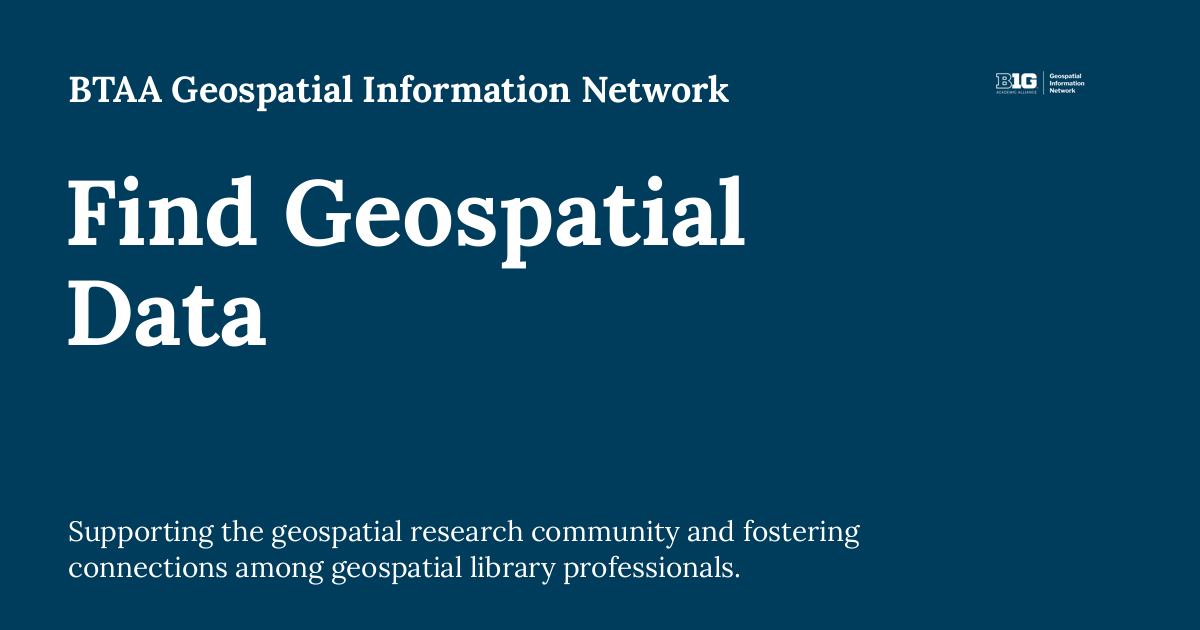 BTAA Geospatial Information Network
B1G
ACADEMIC ALLIANCE
Geospatial
Information
Network
Find Geospatial
Data
Supporting the geospatial research community and fostering
connections among geospatial library professionals.